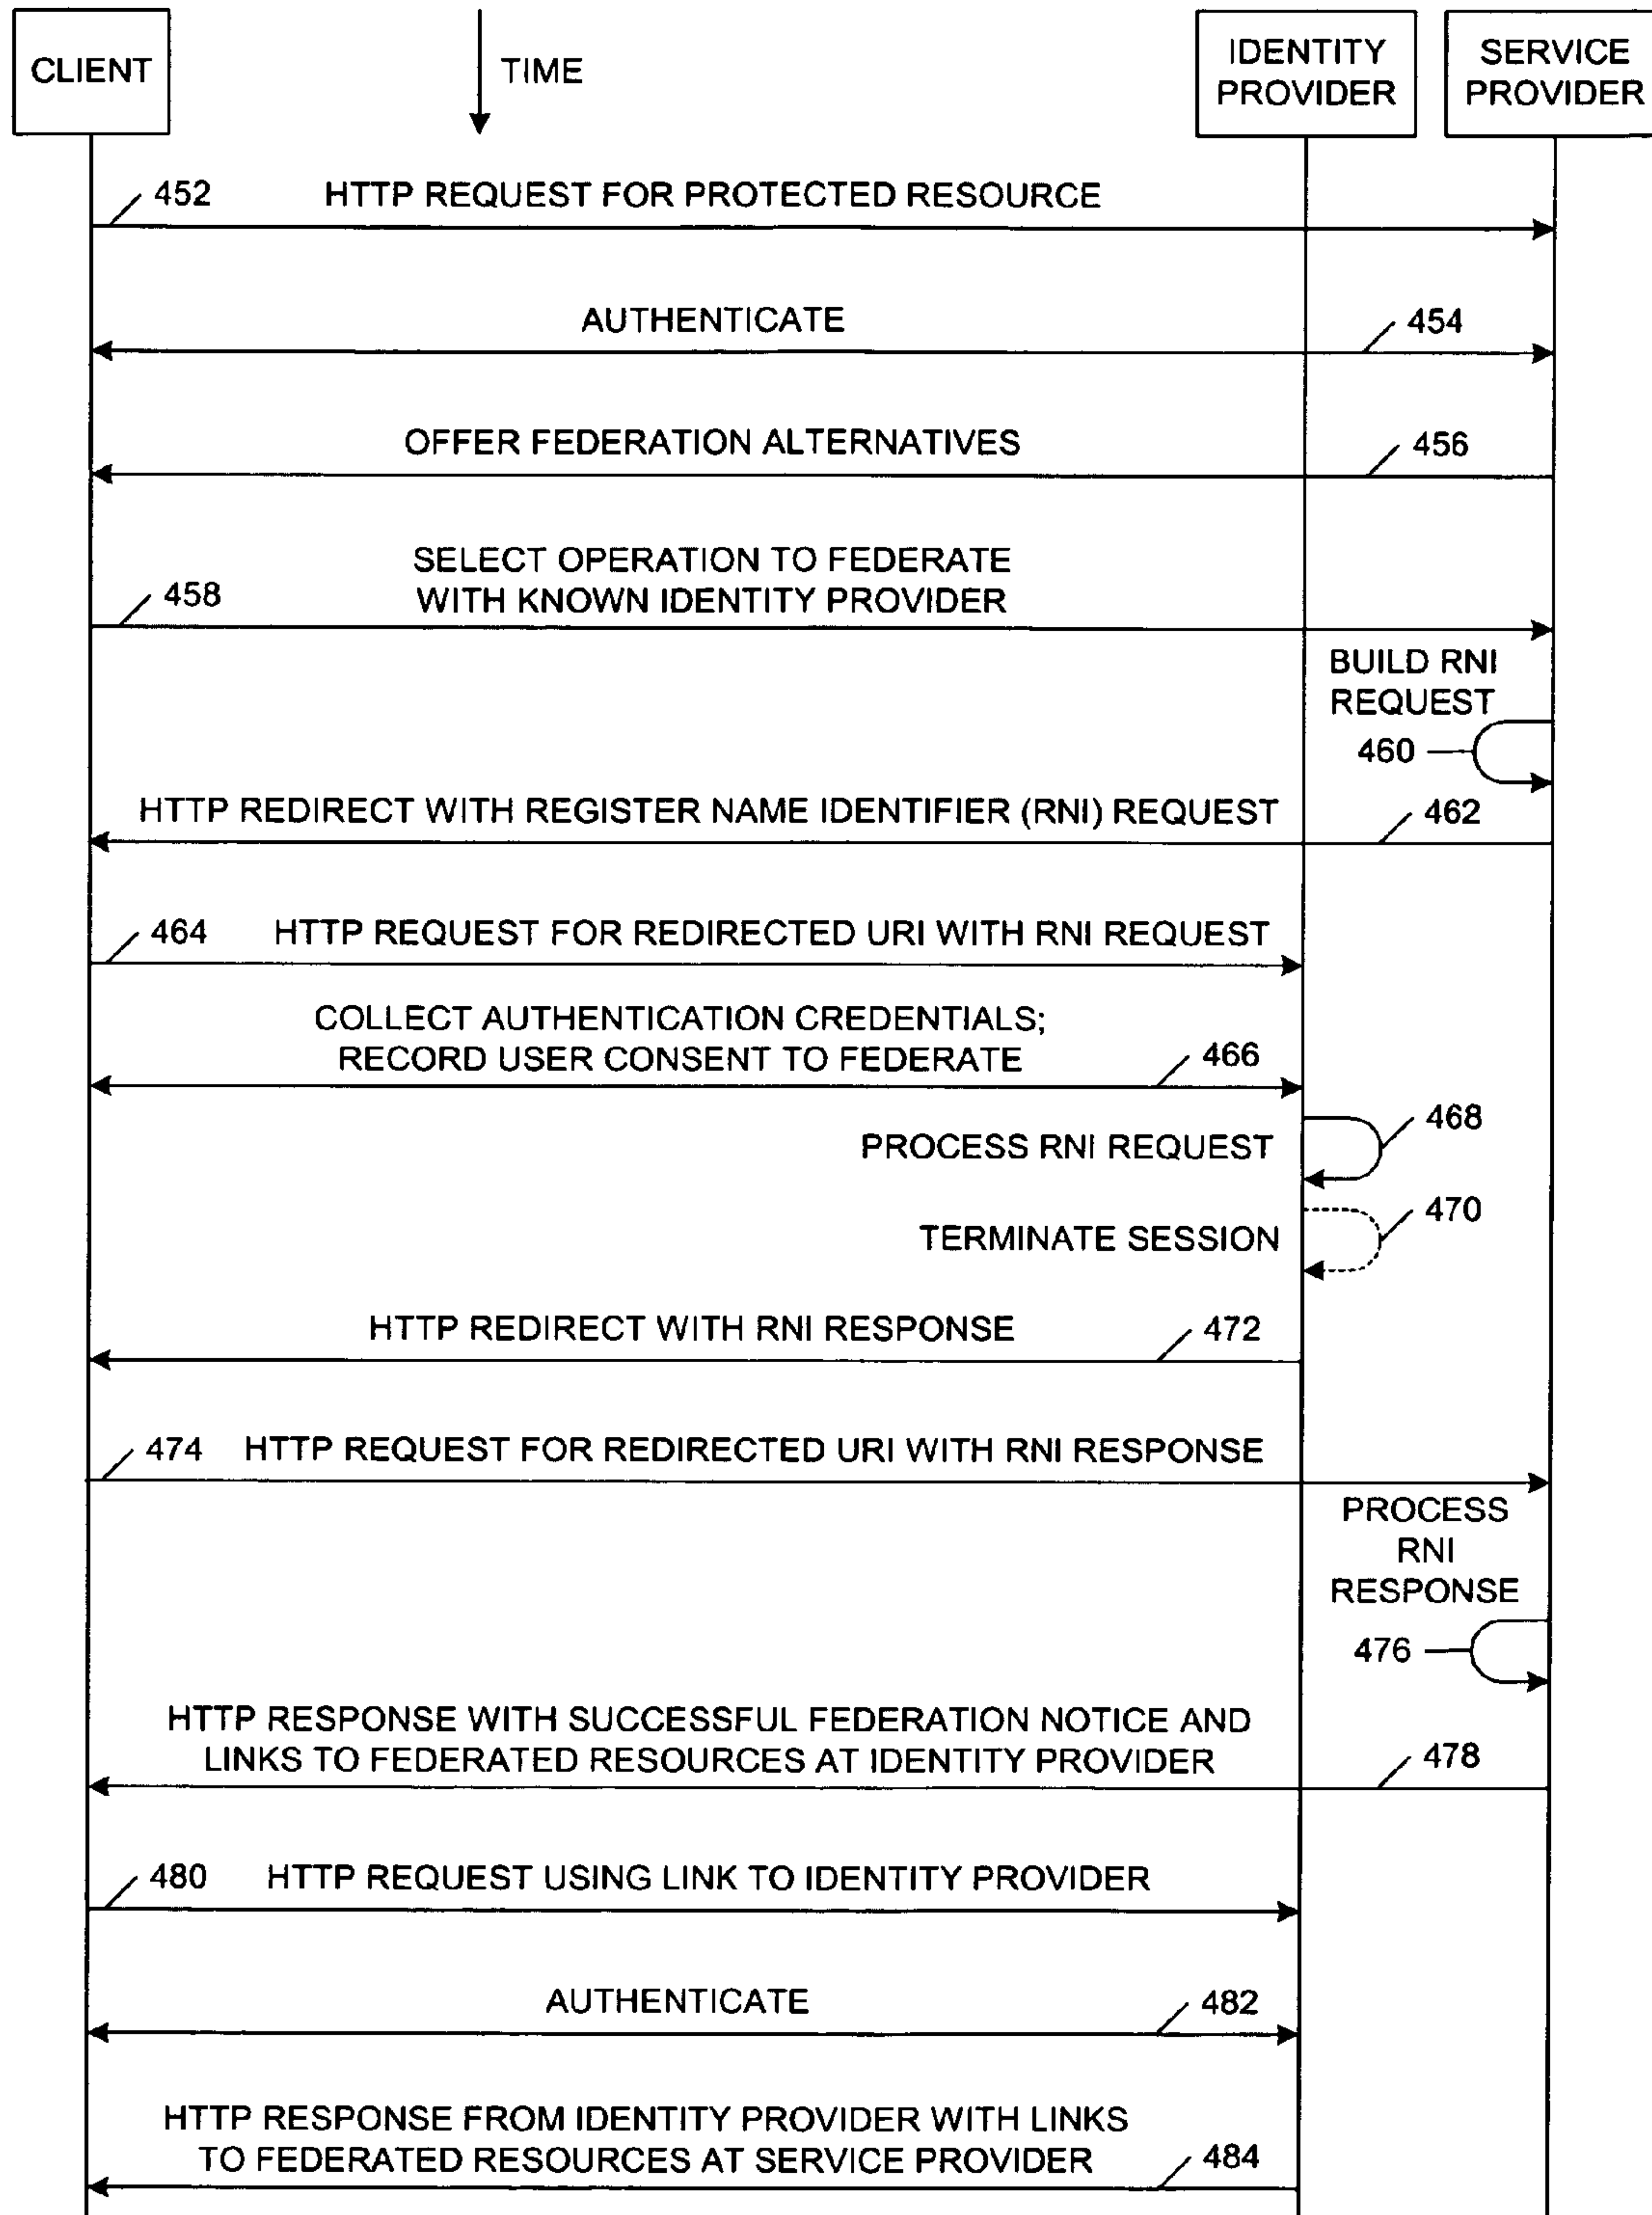 CLIENT
TIME
IDENTITY
PROVIDER
SERVICE
PROVIDER
452
HTTP REQUEST FOR PROTECTED RESOURCE
AUTHENTICATE
454
OFFER FEDERATION ALTERNATIVES
456
SELECT OPERATION TO FEDERATE
WITH KNOWN IDENTITY PROVIDER
458
BUILD RNI
REQUEST
460
HTTP REDIRECT WITH REGISTER NAME IDENTIFIER (RNI) REQUEST
462
464
HTTP REQUEST FOR REDIRECTED URI WITH RNI REQUEST
COLLECT AUTHENTICATION CREDENTIALS;
RECORD USER CONSENT TO FEDERATE
466
PROCESS RNI REQUEST
468
TERMINATE SESSION
470
HTTP REDIRECT WITH RNI RESPONSE
472
474
HTTP REQUEST FOR REDIRECTED URI WITH RNI RESPONSE
PROCESS
RNI
RESPONSE
476
HTTP RESPONSE WITH SUCCESSFUL FEDERATION NOTICE AND
LINKS TO FEDERATED RESOURCES AT IDENTITY PROVIDER
478
480
HTTP REQUEST USING LINK TO IDENTITY PROVIDER
AUTHENTICATE
482
HTTP RESPONSE FROM IDENTITY PROVIDER WITH LINKS
TO FEDERATED RESOURCES AT SERVICE PROVIDER
484